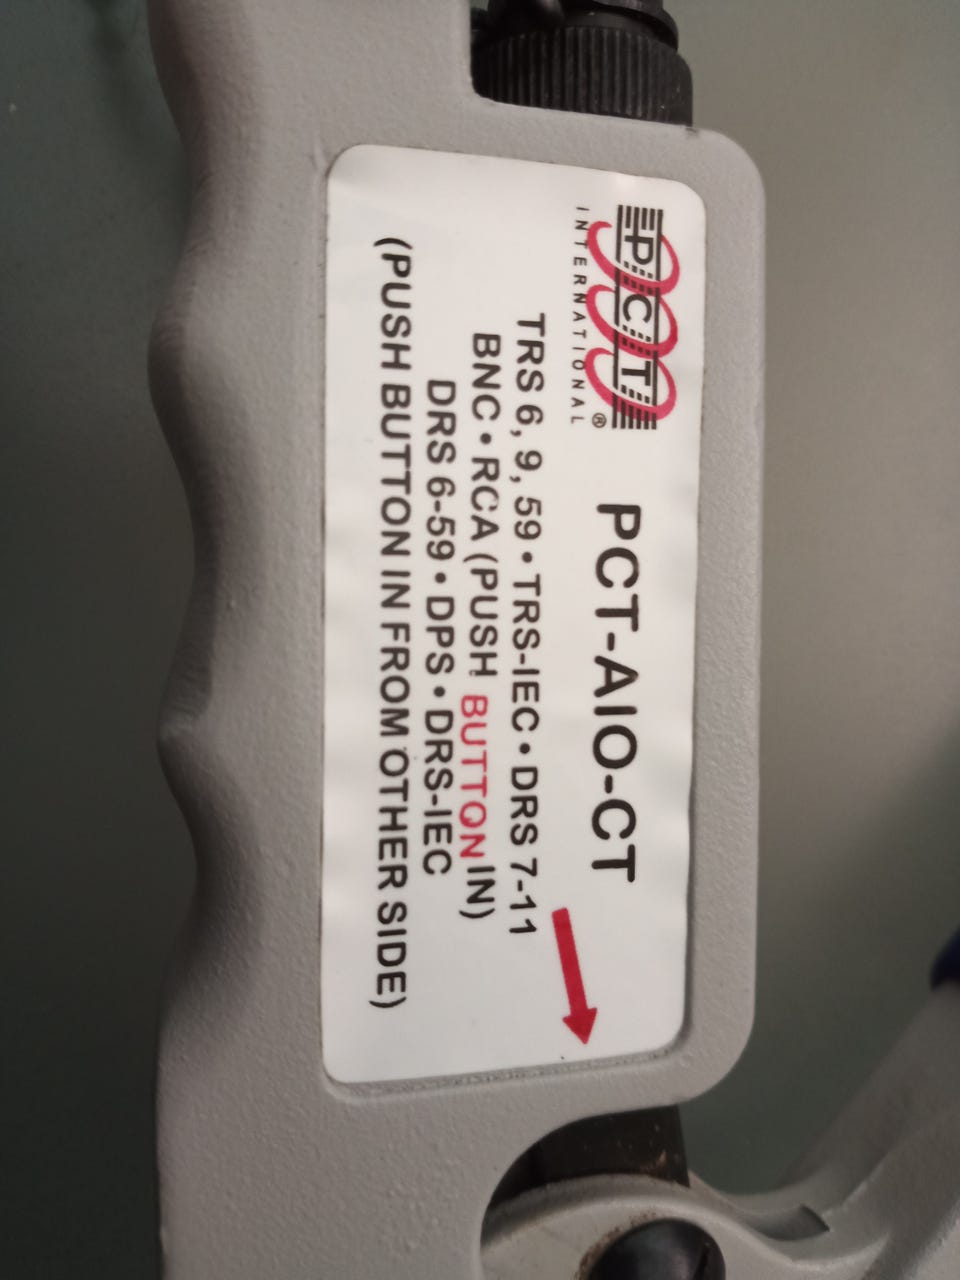 PCT
INTERNATIONAL®
PCT-AIO-CT
TRS 6, 9, 59 • TRS-IEC • DRS 7-11
BNC • RCA (PUSH BUTTON IN)
DRS 6-59 • DPS • DRS-IEC
(PUSH BUTTON IN FROM OTHER SIDE)